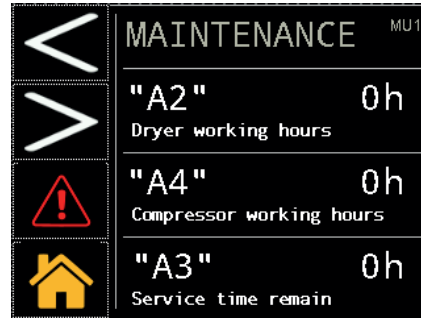 MAINTENANCE MU1
"A2" 0h
Dryer working hours
"A4" 0h
Compressor working hours
"A3" 0h
Service time remain